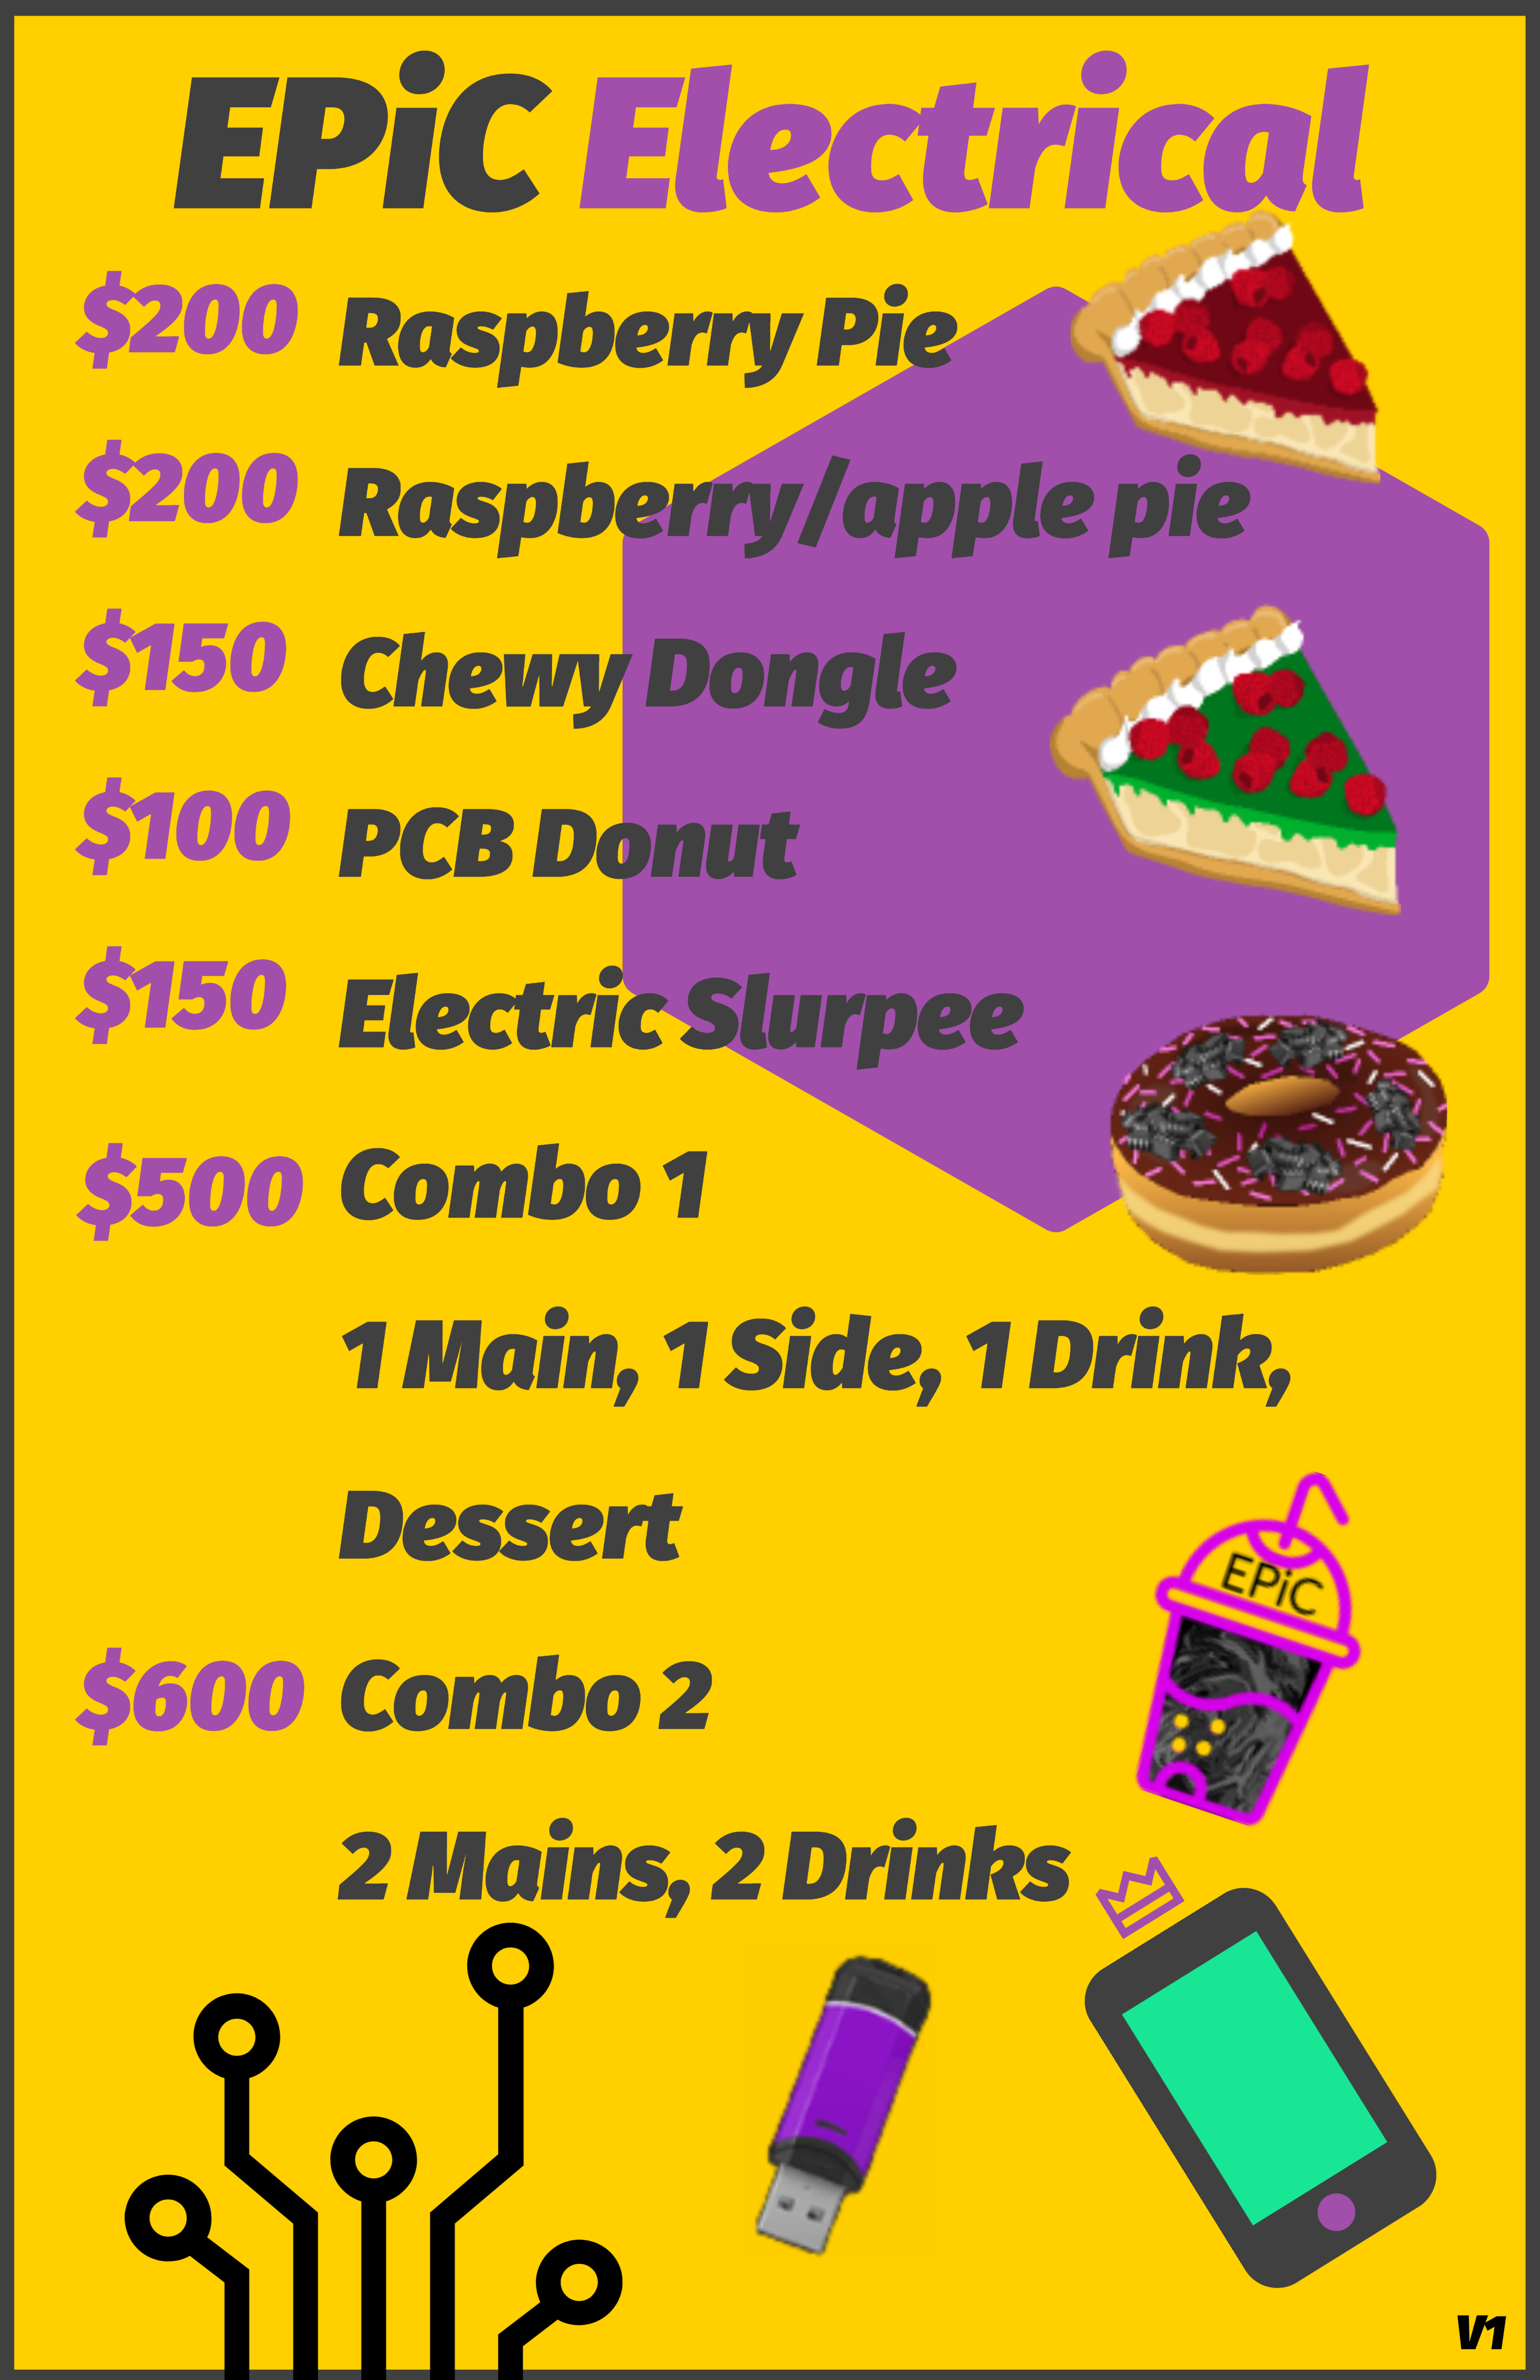 EPiC Electrical
$200 Raspberry Pie
$200 Raspberry/apple pie
$150 Chewy Dongle
$100 PCB Donut
$150 Electric Slurpee
$500 Combo 1
1 Main, 1 Side, 1 Drink,
Dessert
EPiC
$600 Combo 2
2 Mains, 2 Drinks
V1